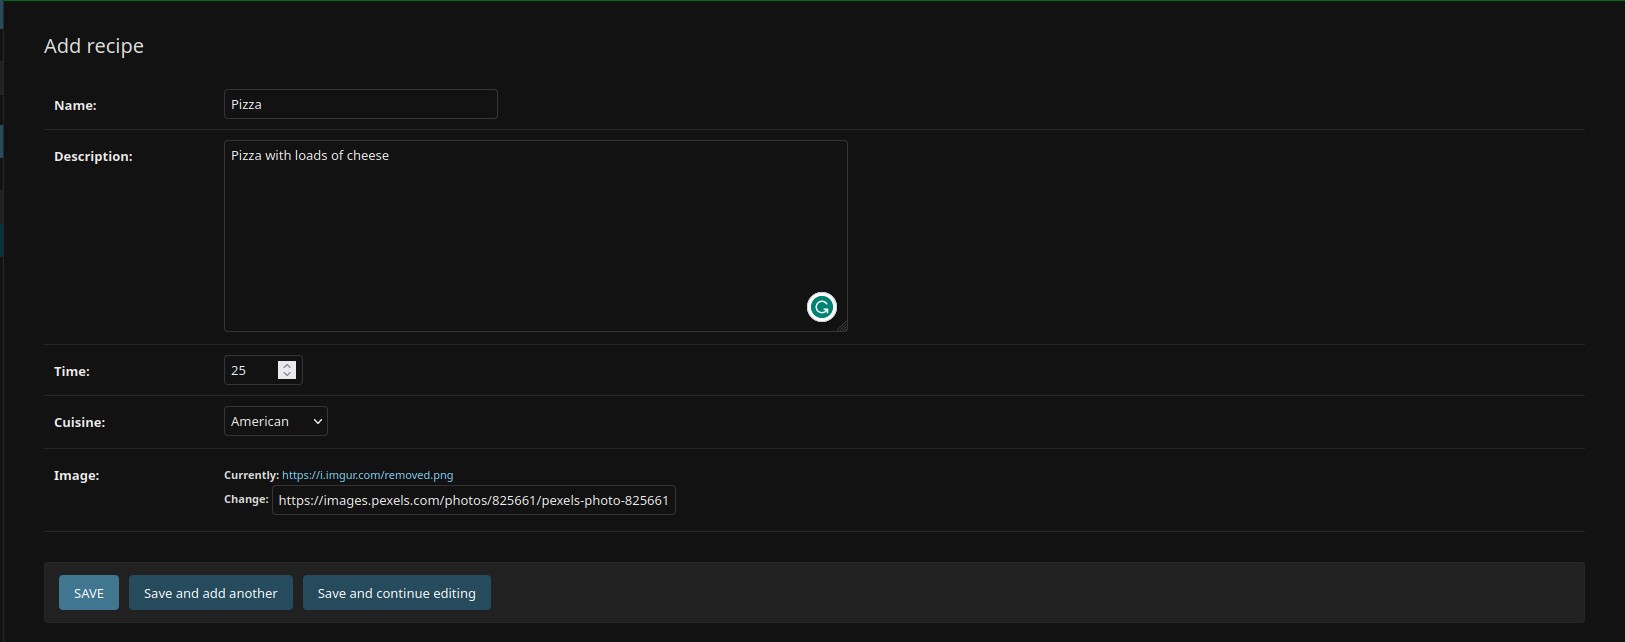 Add recipe
Name:
Pizza
Description:
Pizza with loads of cheese
Time:
25
Cuisine:
American
Image:
Currently: https://i.imgur.com/removed.png
Change: https://images.pexels.com/photos/825661/pexels-photo-825661
SAVE
Save and add another
Save and continue editing